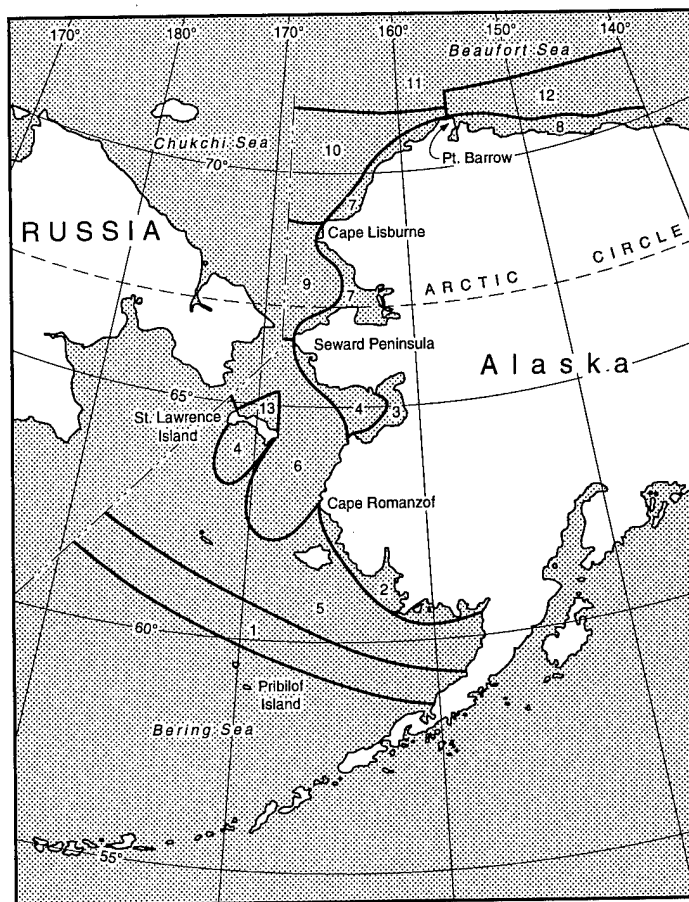 170° 180° 170° 160° 150° 140°
Beaufort Sea
11
12
8
Chukchi Sea
10
70°
Pt. Barrow
7
RUSSIA
Cape Lisburne
9
7
ARCTIC CIRCLE
Seward Peninsula
Alaska
65°
13
St. Lawrence
Island
4
3
4
6
Cape Romanzof
2
5
60°
1
Pribilof
Island
Bering Sea
55°